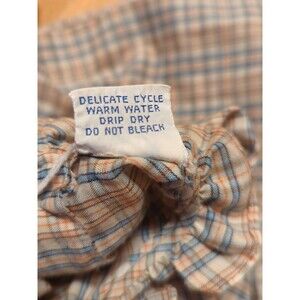 DELICATE CYCLE
WARM WATER
DRIP DRY
DO NOT BLEACH